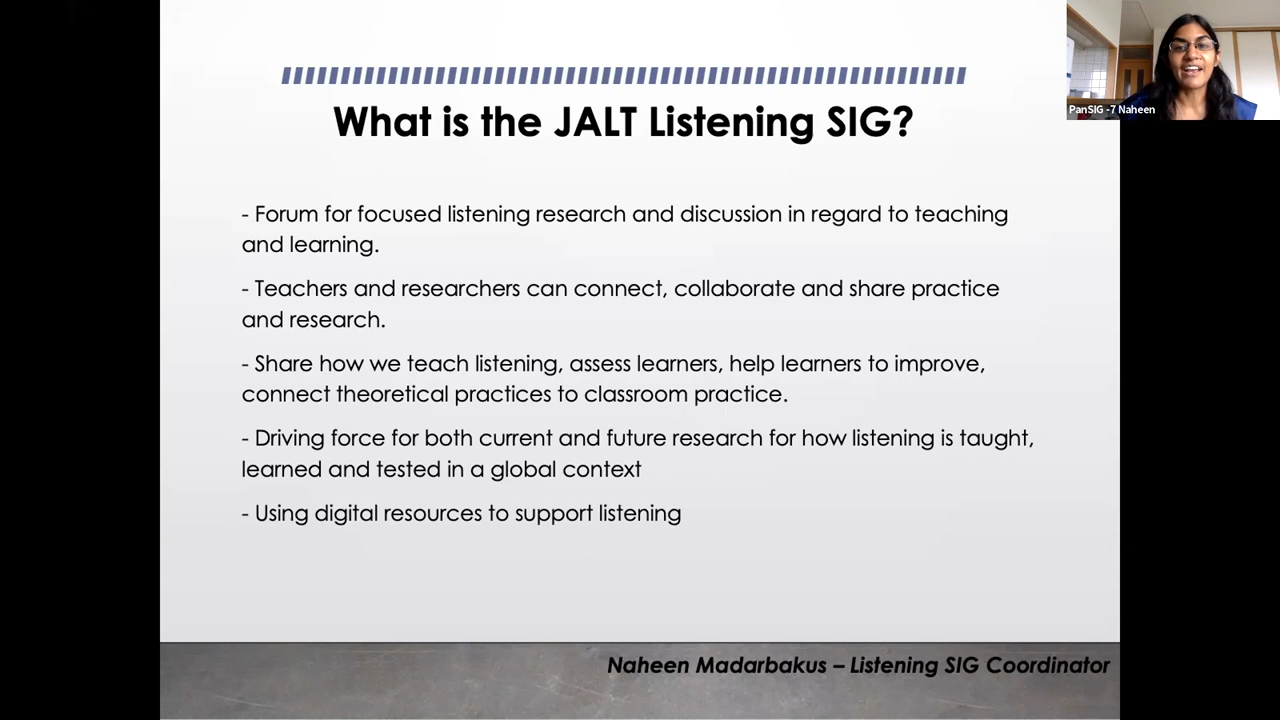 What is the JALT Listening SIG?
PanSIG -7 Naheen
- Forum for focused listening research and discussion in regard to teaching
and learning.
- Teachers and researchers can connect, collaborate and share practice
and research.
- Share how we teach listening, assess learners, help learners to improve,
connect theoretical practices to classroom practice.
- Driving force for both current and future research for how listening is taught,
learned and tested in a global context
- Using digital resources to support listening
Naheen Madarbakus – Listening SIG Coordinator